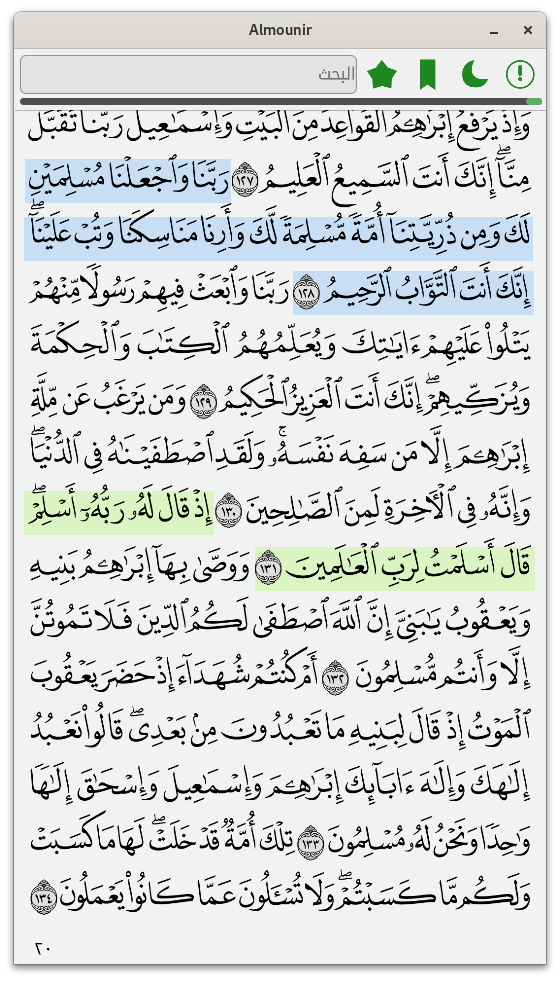 Almounir
البحث
وَإِذْ يَرْفَعُ إِبْرَٰهِـۧمُ ٱلْقَوَاعِدَ مِنَ ٱلْبَيْتِ وَإِسْمَٰعِيلُ رَبَّنَا تَقَبَّلْ
مِنَّآ ۖ إِنَّكَ أَنتَ ٱلسَّمِيعُ ٱلْعَلِيمُ ١٢٧ رَبَّنَا وَٱجْعَلْنَا مُسْلِمَيْنِ
لَكَ وَمِن ذُرِّيَّتِنَآ أُمَّةً مُّسْلِمَةً لَّكَ وَأَرِنَا مَنَاسِكَنَا وَتُبْ عَلَيْنَآ ۖ
إِنَّكَ أَنتَ ٱلتَّوَّابُ ٱلرَّحِيمُ ١٢٨ رَبَّنَا وَٱبْعَثْ فِيهِمْ رَسُولًا مِّنْهُمْ
يَتْلُوا۟ عَلَيْهِمْ ءَايَٰتِكَ وَيُعَلِّمُهُمُ ٱلْكِتَٰبَ وَٱلْحِكْمَةَ
وَيُزَكِّيهِمْ ۖ إِنَّكَ أَنتَ ٱلْعَزِيزُ ٱلْحَكِيمُ ١٢٩ وَمَن يَرْغَبُ عَن مِّلَّةِ
إِبْرَٰهِـۧمَ إِلَّا مَن سَفِهَ نَفْسَهُۥ ۚ وَلَقَدِ ٱصْطَفَيْنَٰهُ فِى ٱلدُّنْيَا ۖ
وَإِنَّهُۥ فِى ٱلْءَاخِرَةِ لَمِنَ ٱلصَّٰلِحِينَ ١٣٠ إِذْ قَالَ لَهُۥ رَبُّهُۥٓ أَسْلِمْ ۖ
قَالَ أَسْلَمْتُ لِرَبِّ ٱلْعَٰلَمِينَ ١٣١ وَوَصَّىٰ بِهَآ إِبْرَٰهِـۧمُ بَنِيهِ
وَيَعْقُوبُ يَٰبَنِىَّ إِنَّ ٱللَّهَ ٱصْطَفَىٰ لَكُمُ ٱلدِّينَ فَلَا تَمُوتُنَّ
إِلَّا وَأَنتُم مُّسْلِمُونَ ١٣٢ أَمْ كُنتُمْ شُهَدَآءَ إِذْ حَضَرَ يَعْقُوبَ
ٱلْمَوْتُ إِذْ قَالَ لِبَنِيهِ مَا تَعْبُدُونَ مِنۢ بَعْدِى ۖ قَالُوا۟ نَعْبُدُ
إِلَٰهَكَ وَإِلَٰهَ ءَابَآئِكَ إِبْرَٰهِـۧمَ وَإِسْمَٰعِيلَ وَإِسْحَٰقَ إِلَٰهًا
وَٰحِدًا وَنَحْنُ لَهُۥ مُسْلِمُونَ ١٣٣ تِلْكَ أُمَّةٌ قَدْ خَلَتْ ۖ لَهَا مَا كَسَبَتْ
وَلَكُم مَّا كَسَبْتُمْ ۖ وَلَا تُسْـَٔلُونَ عَمَّا كَانُوا۟ يَعْمَلُونَ ١٣٤
٢٠